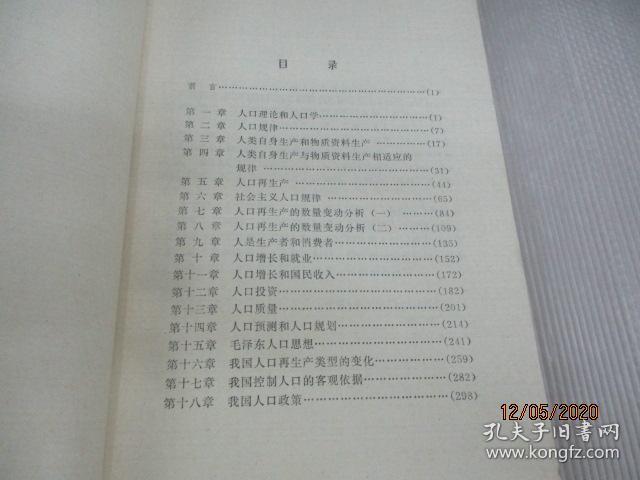 目 录
前 言……(1)
第 一 章 人口理论和人口学……(1)
第 二 章 人口规律……(7)
第 三 章 人类自身生产和物质资料生产……(17)
第 四 章 人类自身生产与物质资料生产相适应的
规律……(31)
第 五 章 人口再生产……(44)
第 六 章 社会主义人口规律……(65)
第 七 章 人口再生产的数量变动分析（一）……(84)
第 八 章 人口再生产的数量变动分析（二）……(109)
第 九 章 人是生产者和消费者……(135)
第 十 章 人口增长和就业……(152)
第十一章 人口增长和国民收入……(172)
第十二章 人口投资……(182)
第十三章 人口质量……(201)
第十四章 人口预测和人口规划……(214)
第十五章 毛泽东人口思想……(241)
第十六章 我国人口再生产类型的变化……(259)
第十七章 我国控制人口的客观依据……(282)
第十八章 我国人口政策……(298)
12/05/2020
孔夫子旧书网
www.kongfz.com